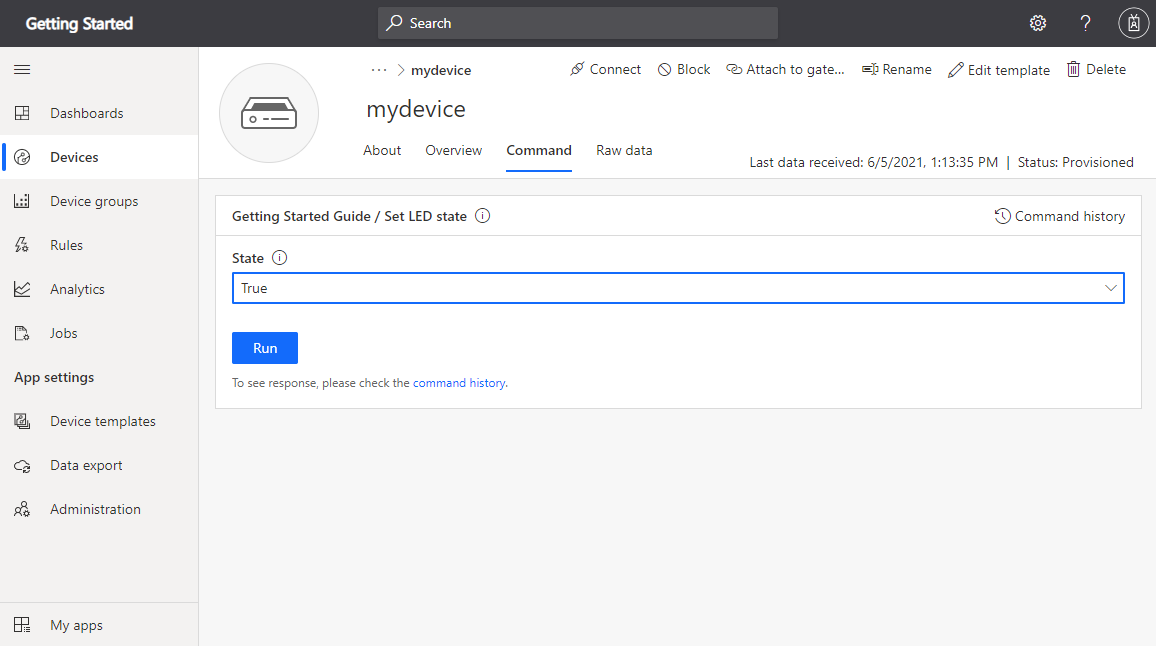 Getting Started
Search
?
Dashboards
Devices
Device groups
Rules
Analytics
Jobs
App settings
Device templates
Data export
Administration
My apps
··· > mydevice
Connect
Block
Attach to gate...
Rename
Edit template
Delete
mydevice
About
Overview
Command
Raw data
Last data received: 6/5/2021, 1:13:35 PM | Status: Provisioned
Getting Started Guide / Set LED state
Command history
State
True
Run
To see response, please check the command history.